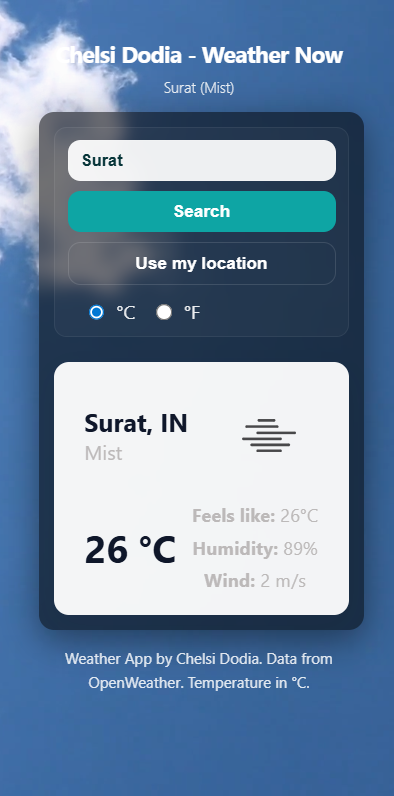 Chelsi Dodia - Weather Now
Surat (Mist)
Surat
Search
Use my location
°C °F
Surat, IN
Mist
Feels like: 26°C
Humidity: 89%
Wind: 2 m/s
26 °C
Weather App by Chelsi Dodia. Data from
OpenWeather. Temperature in °C.